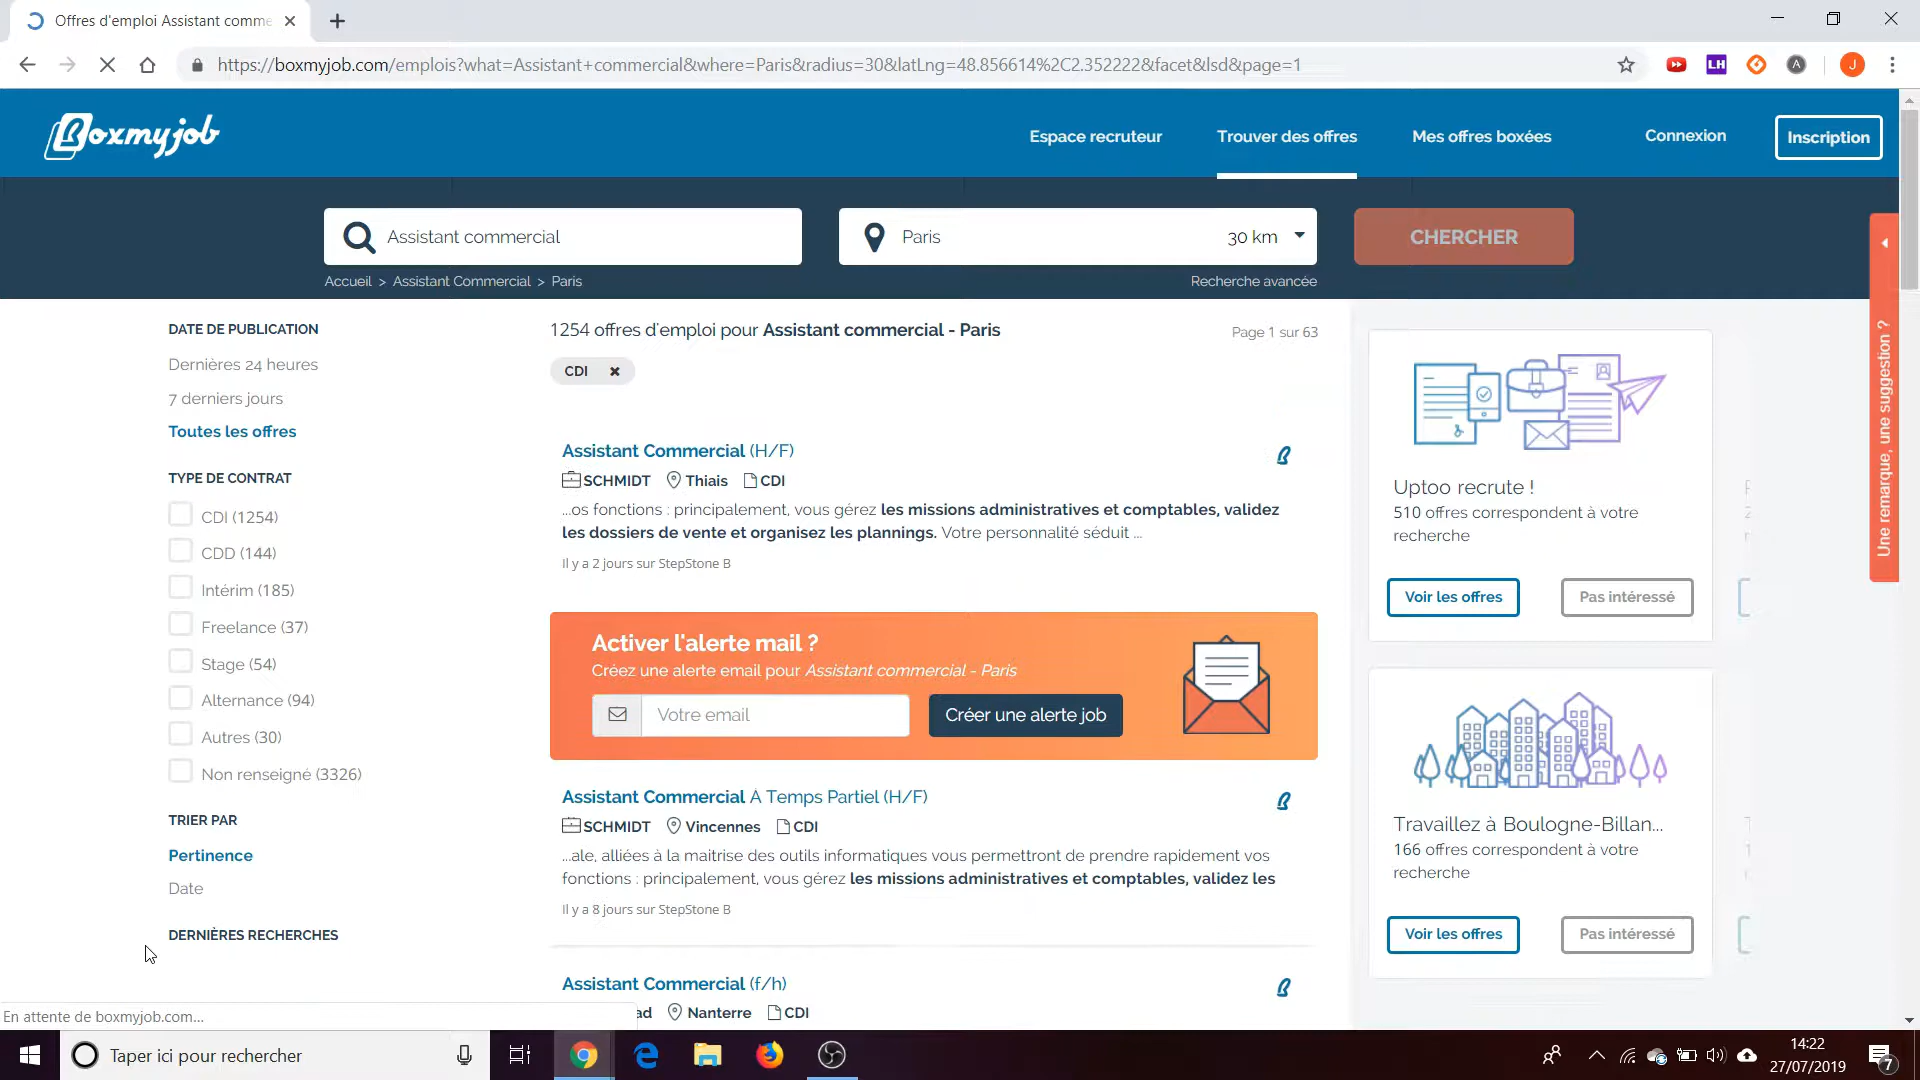 Offres d'emploi Assistant comme
https://boxmyjob.com/emplois?what=Assistant+commercial&where=Paris&radius=30&latLng=48.856614%2C2.352222&facet&lsd&page=1
LH
A
J
Boxmyjob
Espace recruteur
Trouver des offres
Mes offres boxées
Connexion
Inscription
Assistant commercial
Paris
30 km
CHERCHER
Accueil > Assistant Commercial > Paris
Recherche avancée
Une remarque, une suggestion ?
DATE DE PUBLICATION
Dernières 24 heures
7 derniers jours
Toutes les offres
TYPE DE CONTRAT
CDI (1254)
CDD (144)
Intérim (185)
Freelance (37)
Stage (54)
Alternance (94)
Autres (30)
Non renseigné (3326)
TRIER PAR
Pertinence
Date
DERNIÈRES RECHERCHES
1254 offres d'emploi pour Assistant commercial - Paris
Page 1 sur 63
CDI
Assistant Commercial (H/F)
SCHMIDT Thiais CDI
...os fonctions : principalement, vous gérez les missions administratives et comptables, validez
les dossiers de vente et organisez les plannings. Votre personnalité séduit ...
Il y a 2 jours sur StepStone B
Activer l'alerte mail ?
Créez une alerte email pour Assistant commercial - Paris
Votre email
Créer une alerte job
Assistant Commercial A Temps Partiel (H/F)
SCHMIDT Vincennes CDI
...ale, alliées à la maitrise des outils informatiques vous permettront de prendre rapidement vos
fonctions : principalement, vous gérez les missions administratives et comptables, validez les
Il y a 8 jours sur StepStone B
Assistant Commercial (f/h)
ad Nanterre CDI
Uptoo recrute !
510 offres correspondent à votre
recherche
Voir les offres
Pas intéressé
Travaillez à Boulogne-Billan...
166 offres correspondent à votre
recherche
Voir les offres
Pas intéressé
En attente de boxmyjob.com...
Taper ici pour rechercher
14:22
27/07/2019
7